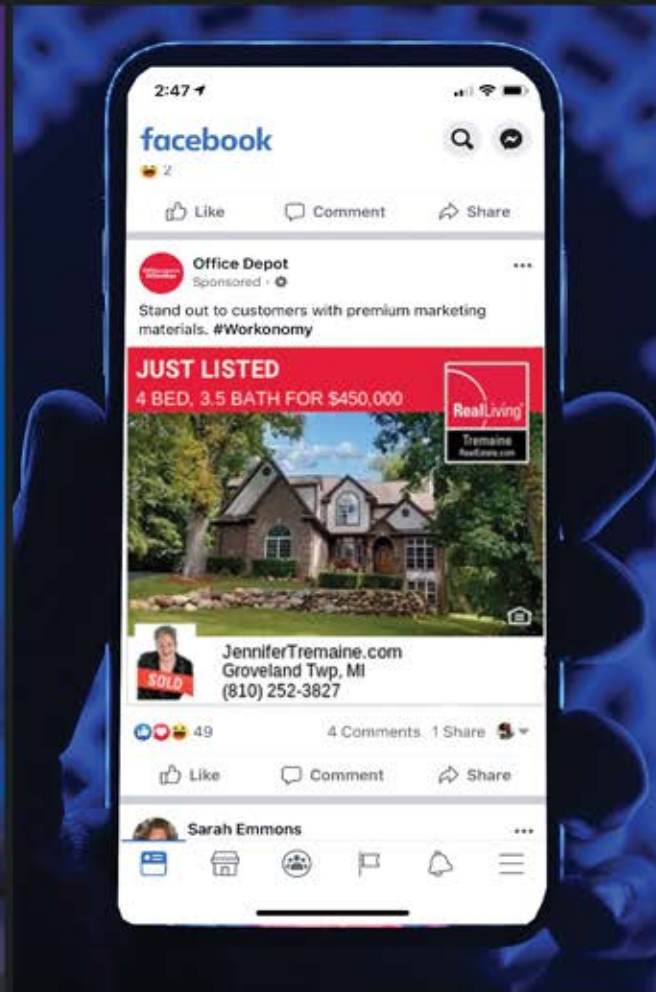 2:47
facebook
2
Like Comment Share
Office Depot
Sponsored
Stand out to customers with premium marketing
materials. #Workonomy
JUST LISTED
4 BED, 3.5 BATH FOR $450,000
RealLiving
Tremaine
RealEstate.com
SOLD
JenniferTremaine.com
Groveland Twp, MI
(810) 252-3827
49 4 Comments 1 Share
Like Comment Share
Sarah Emmons